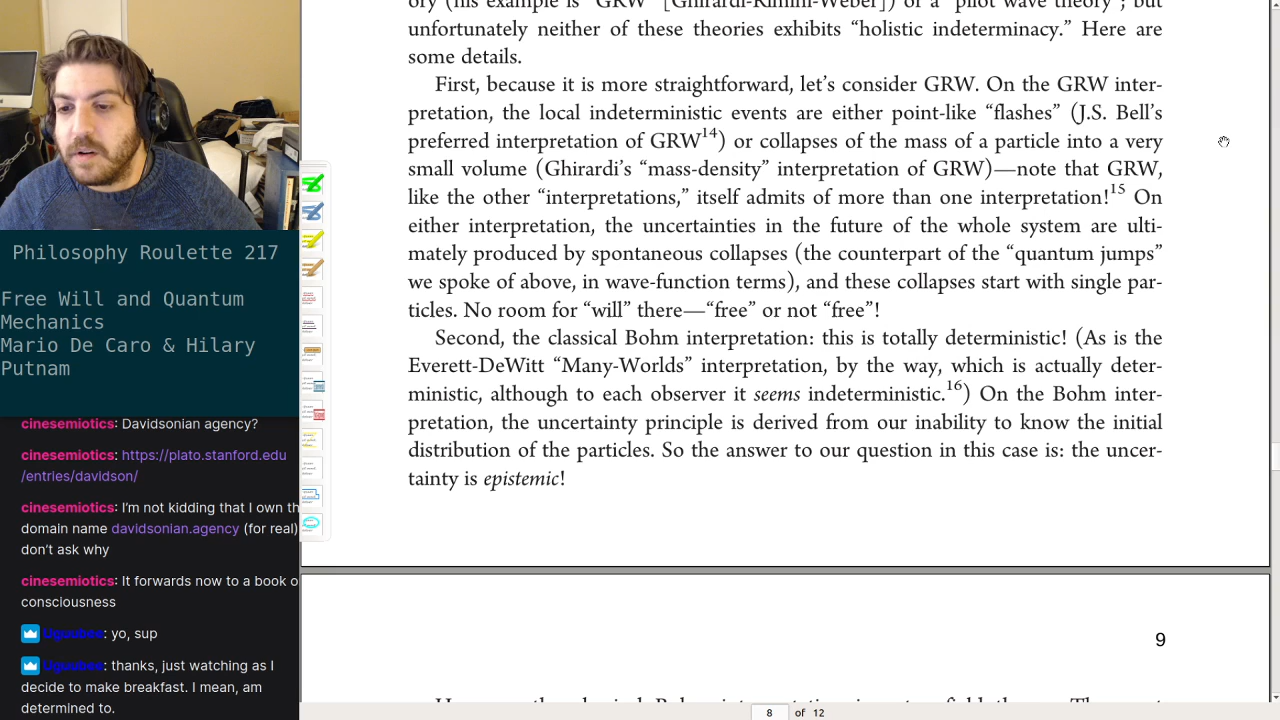 ory (his example is "GRW" [Ghirardi-Rimini-Weber]) or a "pilot wave theory"; but
unfortunately neither of these theories exhibits "holistic indeterminacy." Here are
some details.
First, because it is more straightforward, let's consider GRW. On the GRW inter-
pretation, the local indeterministic events are either point-like "flashes" (J.S. Bell's
preferred interpretation of GRW14) or collapses of the mass of a particle into a very
small volume (Ghirardi's "mass-density" interpretation of GRW)—note that GRW,
like the other "interpretations," itself admits of more than one interpretation!15 On
either interpretation, the uncertainties in the future of the whole system are ulti-
mately produced by spontaneous collapses (the counterpart of the "quantum jumps"
we spoke of above, in wave-function terms), and these collapses start with single par-
ticles. No room for "will" there—"free" or not "free"!
Second, the classical Bohm interpretation: this is totally deterministic! (As is the
Everett-DeWitt "Many-Worlds" interpretation, by the way, which is actually deter-
ministic, although to each observer it seems indeterministic.16) On the Bohm inter-
pretation, the uncertainty principle is derived from our inability to know the initial
distribution of the particles. So the answer to our question in this case is: the uncer-
tainty is epistemic!
9
8 of 12
Philosophy Roulette 217
Free Will and Quantum
Mechanics
Mario De Caro & Hilary
Putnam
cinesemiotics: Davidsonian agency?
cinesemiotics: https://plato.stanford.edu
/entries/davidson/
cinesemiotics: I'm not kidding that I own th
domain name davidsonian.agency (for real)
don't ask why
cinesemiotics: It forwards now to a book o
consciousness
: yo, sup
: thanks, just watching as I
decide to make breakfast. I mean, am
determined to.